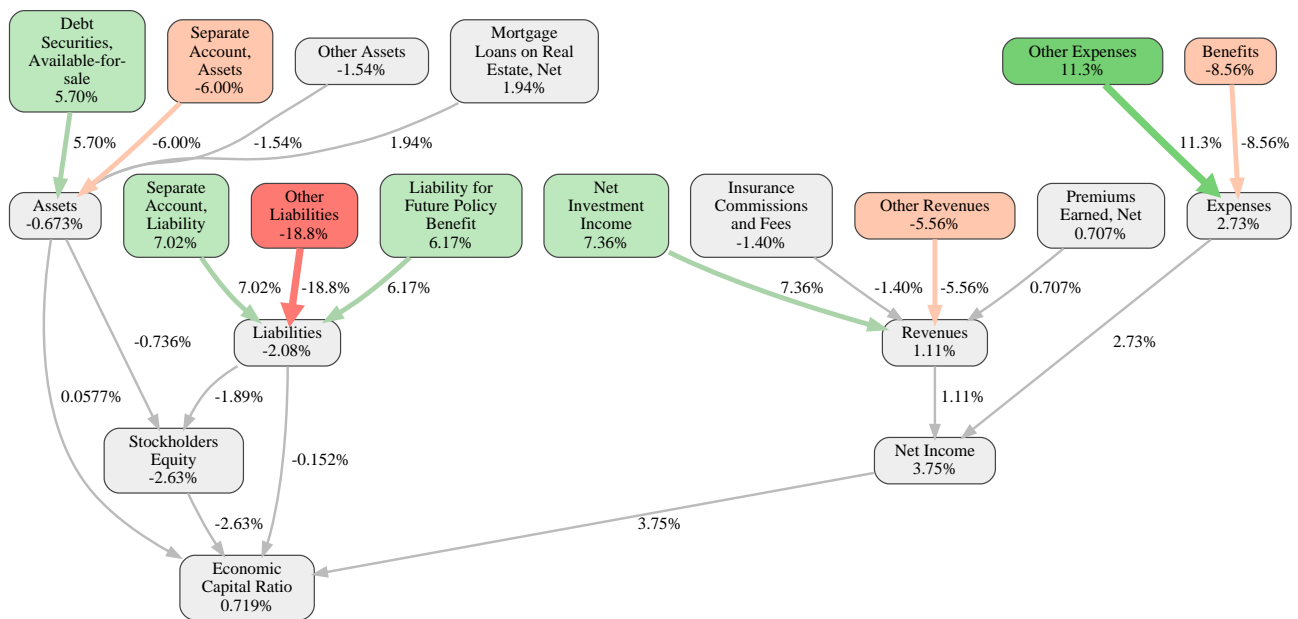 Debt
Securities,
Available-for-
sale
5.70%
Separate
Account,
Assets
-6.00%
Other Assets
-1.54%
Mortgage
Loans on Real
Estate, Net
1.94%
Other Expenses
11.3%
Benefits
-8.56%
5.70%
-6.00%
-1.54%
1.94%
11.3%
-8.56%
Assets
-0.673%
Separate
Account,
Liability
7.02%
Other
Liabilities
-18.8%
Liability for
Future Policy
Benefit
6.17%
Net
Investment
Income
7.36%
Insurance
Commissions
and Fees
-1.40%
Other Revenues
-5.56%
Premiums
Earned, Net
0.707%
Expenses
2.73%
7.02%
-18.8%
6.17%
7.36%
-1.40%
-5.56%
0.707%
-0.736%
Liabilities
-2.08%
Revenues
1.11%
2.73%
0.0577%
-1.89%
1.11%
Stockholders
Equity
-2.63%
-0.152%
Net Income
3.75%
-2.63%
3.75%
Economic
Capital Ratio
0.719%